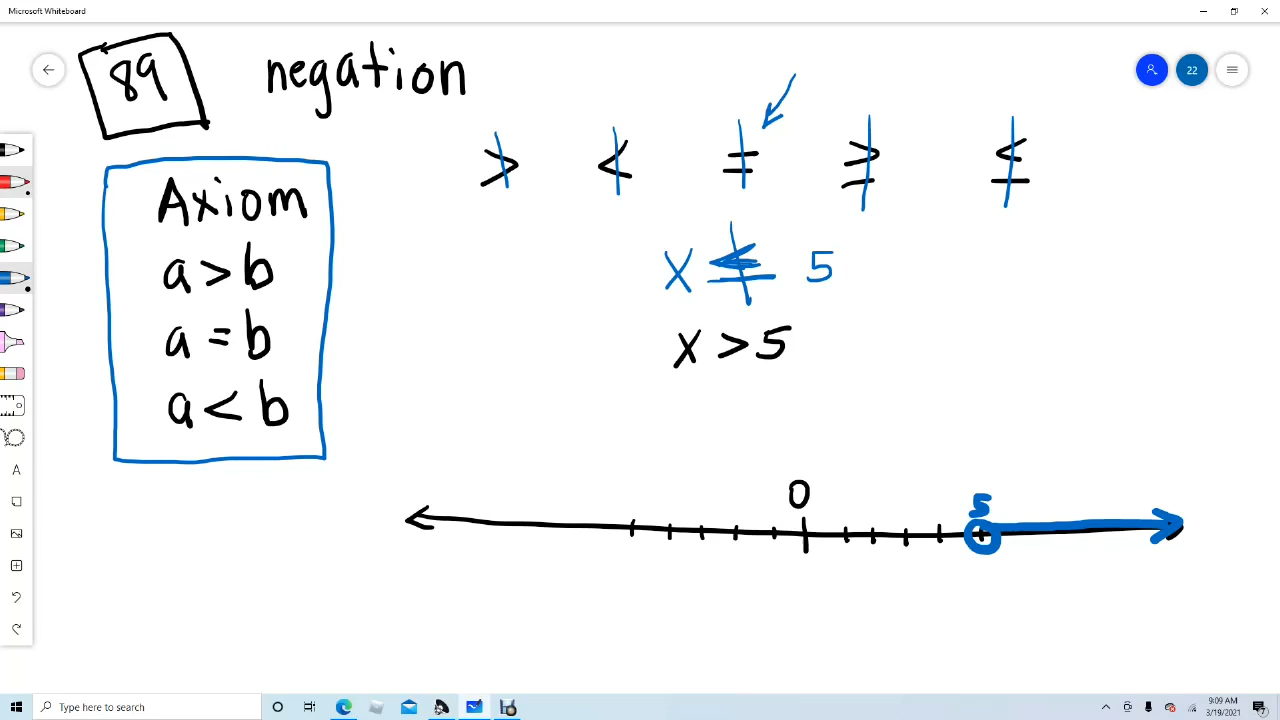 Microsoft Whiteboard
89 negation
22
≯ ≮ ≠ ≱ ≰
Axiom
a > b
a = b
a < b
x ≰ 5
x > 5
0
5
A
Type here to search
9:09 AM
3/19/2021
7